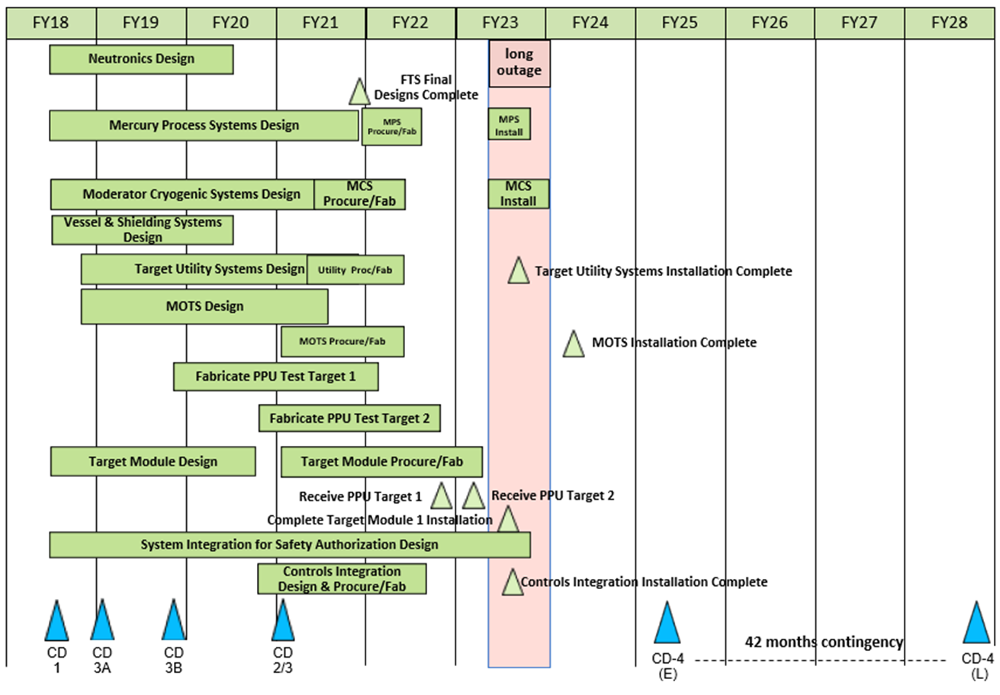 FY18 FY19 FY20 FY21 FY22 FY23 FY24 FY25 FY26 FY27 FY28
Neutronics Design
long
outage
FTS Final
Designs Complete
Mercury Process Systems Design
MPS
Procure/Fab
MPS
Install
Moderator Cryogenic Systems Design
MCS
Procure/Fab
MCS
Install
Vessel & Shielding Systems
Design
Target Utility Systems Design
Utility Proc/Fab
Target Utility Systems Installation Complete
MOTS Design
MOTS Procure/Fab
MOTS Installation Complete
Fabricate PPU Test Target 1
Fabricate PPU Test Target 2
Target Module Design
Target Module Procure/Fab
Receive PPU Target 1
Receive PPU Target 2
Complete Target Module 1 Installation
System Integration for Safety Authorization Design
Controls Integration
Design & Procure/Fab
Controls Integration Installation Complete
CD
1
CD
3A
CD
3B
CD
2/3
CD-4
(E)
42 months contingency
CD-4
(L)